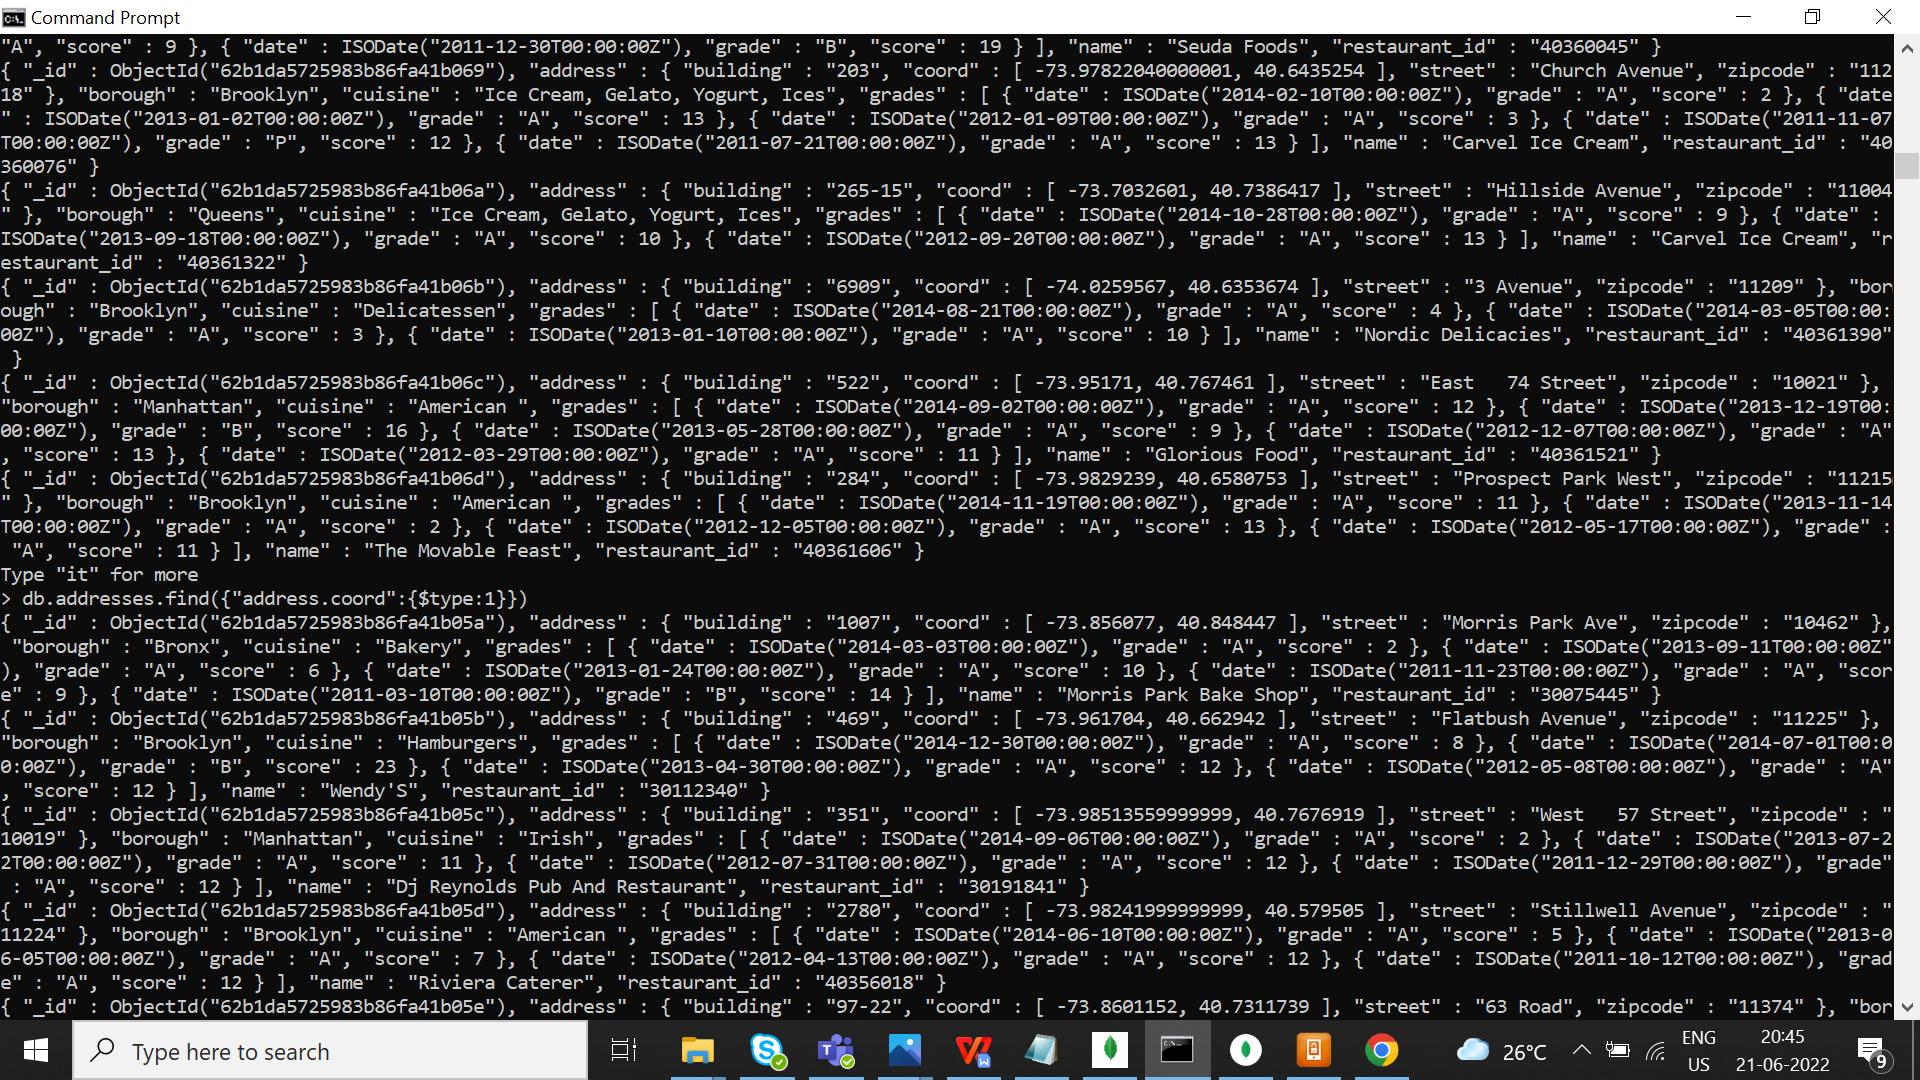 Command Prompt
"A", "score" : 9 }, { "date" : ISODate("2011-12-30T00:00:00Z"), "grade" : "B", "score" : 19 } ], "name" : "Seuda Foods", "restaurant_id" : "40360045" }
{ "_id" : ObjectId("62b1da5725983b86fa41b069"), "address" : { "building" : "203", "coord" : [ -73.97822040000001, 40.6435254 ], "street" : "Church Avenue", "zipcode" : "112
18" }, "borough" : "Brooklyn", "cuisine" : "Ice Cream, Gelato, Yogurt, Ices", "grades" : [ { "date" : ISODate("2014-02-10T00:00:00Z"), "grade" : "A", "score" : 2 }, { "date
" : ISODate("2013-01-02T00:00:00Z"), "grade" : "A", "score" : 13 }, { "date" : ISODate("2012-01-09T00:00:00Z"), "grade" : "A", "score" : 3 }, { "date" : ISODate("2011-11-07
T00:00:00Z"), "grade" : "P", "score" : 12 }, { "date" : ISODate("2011-07-21T00:00:00Z"), "grade" : "A", "score" : 13 } ], "name" : "Carvel Ice Cream", "restaurant_id" : "40
360076" }
{ "_id" : ObjectId("62b1da5725983b86fa41b06a"), "address" : { "building" : "265-15", "coord" : [ -73.7032601, 40.7386417 ], "street" : "Hillside Avenue", "zipcode" : "11004
" }, "borough" : "Queens", "cuisine" : "Ice Cream, Gelato, Yogurt, Ices", "grades" : [ { "date" : ISODate("2014-10-28T00:00:00Z"), "grade" : "A", "score" : 9 }, { "date" :
ISODate("2013-09-18T00:00:00Z"), "grade" : "A", "score" : 10 }, { "date" : ISODate("2012-09-20T00:00:00Z"), "grade" : "A", "score" : 13 } ], "name" : "Carvel Ice Cream", "r
estaurant_id" : "40361322" }
{ "_id" : ObjectId("62b1da5725983b86fa41b06b"), "address" : { "building" : "6909", "coord" : [ -74.0259567, 40.6353674 ], "street" : "3 Avenue", "zipcode" : "11209" }, "bor
ough" : "Brooklyn", "cuisine" : "Delicatessen", "grades" : [ { "date" : ISODate("2014-08-21T00:00:00Z"), "grade" : "A", "score" : 4 }, { "date" : ISODate("2014-03-05T00:00:
00Z"), "grade" : "A", "score" : 3 }, { "date" : ISODate("2013-01-10T00:00:00Z"), "grade" : "A", "score" : 10 } ], "name" : "Nordic Delicacies", "restaurant_id" : "40361390"
}
{ "_id" : ObjectId("62b1da5725983b86fa41b06c"), "address" : { "building" : "522", "coord" : [ -73.95171, 40.767461 ], "street" : "East   74 Street", "zipcode" : "10021" },
"borough" : "Manhattan", "cuisine" : "American ", "grades" : [ { "date" : ISODate("2014-09-02T00:00:00Z"), "grade" : "A", "score" : 12 }, { "date" : ISODate("2013-12-19T00:
00:00Z"), "grade" : "B", "score" : 16 }, { "date" : ISODate("2013-05-28T00:00:00Z"), "grade" : "A", "score" : 9 }, { "date" : ISODate("2012-12-07T00:00:00Z"), "grade" : "A"
, "score" : 13 }, { "date" : ISODate("2012-03-29T00:00:00Z"), "grade" : "A", "score" : 11 } ], "name" : "Glorious Food", "restaurant_id" : "40361521" }
{ "_id" : ObjectId("62b1da5725983b86fa41b06d"), "address" : { "building" : "284", "coord" : [ -73.9829239, 40.6580753 ], "street" : "Prospect Park West", "zipcode" : "11215
" }, "borough" : "Brooklyn", "cuisine" : "American ", "grades" : [ { "date" : ISODate("2014-11-19T00:00:00Z"), "grade" : "A", "score" : 11 }, { "date" : ISODate("2013-11-14
T00:00:00Z"), "grade" : "A", "score" : 2 }, { "date" : ISODate("2012-12-05T00:00:00Z"), "grade" : "A", "score" : 13 }, { "date" : ISODate("2012-05-17T00:00:00Z"), "grade" :
"A", "score" : 11 } ], "name" : "The Movable Feast", "restaurant_id" : "40361606" }
Type "it" for more
> db.addresses.find({"address.coord":{$type:1}})
{ "_id" : ObjectId("62b1da5725983b86fa41b05a"), "address" : { "building" : "1007", "coord" : [ -73.856077, 40.848447 ], "street" : "Morris Park Ave", "zipcode" : "10462" },
"borough" : "Bronx", "cuisine" : "Bakery", "grades" : [ { "date" : ISODate("2014-03-03T00:00:00Z"), "grade" : "A", "score" : 2 }, { "date" : ISODate("2013-09-11T00:00:00Z"
), "grade" : "A", "score" : 6 }, { "date" : ISODate("2013-01-24T00:00:00Z"), "grade" : "A", "score" : 10 }, { "date" : ISODate("2011-11-23T00:00:00Z"), "grade" : "A", "scor
e" : 9 }, { "date" : ISODate("2011-03-10T00:00:00Z"), "grade" : "B", "score" : 14 } ], "name" : "Morris Park Bake Shop", "restaurant_id" : "30075445" }
{ "_id" : ObjectId("62b1da5725983b86fa41b05b"), "address" : { "building" : "469", "coord" : [ -73.961704, 40.662942 ], "street" : "Flatbush Avenue", "zipcode" : "11225" },
"borough" : "Brooklyn", "cuisine" : "Hamburgers", "grades" : [ { "date" : ISODate("2014-12-30T00:00:00Z"), "grade" : "A", "score" : 8 }, { "date" : ISODate("2014-07-01T00:0
0:00Z"), "grade" : "B", "score" : 23 }, { "date" : ISODate("2013-04-30T00:00:00Z"), "grade" : "A", "score" : 12 }, { "date" : ISODate("2012-05-08T00:00:00Z"), "grade" : "A"
, "score" : 12 } ], "name" : "Wendy'S", "restaurant_id" : "30112340" }
{ "_id" : ObjectId("62b1da5725983b86fa41b05c"), "address" : { "building" : "351", "coord" : [ -73.98513559999999, 40.7676919 ], "street" : "West   57 Street", "zipcode" : "
10019" }, "borough" : "Manhattan", "cuisine" : "Irish", "grades" : [ { "date" : ISODate("2014-09-06T00:00:00Z"), "grade" : "A", "score" : 2 }, { "date" : ISODate("2013-07-2
2T00:00:00Z"), "grade" : "A", "score" : 11 }, { "date" : ISODate("2012-07-31T00:00:00Z"), "grade" : "A", "score" : 12 }, { "date" : ISODate("2011-12-29T00:00:00Z"), "grade"
: "A", "score" : 12 } ], "name" : "Dj Reynolds Pub And Restaurant", "restaurant_id" : "30191841" }
{ "_id" : ObjectId("62b1da5725983b86fa41b05d"), "address" : { "building" : "2780", "coord" : [ -73.98241999999999, 40.579505 ], "street" : "Stillwell Avenue", "zipcode" : "
11224" }, "borough" : "Brooklyn", "cuisine" : "American ", "grades" : [ { "date" : ISODate("2014-06-10T00:00:00Z"), "grade" : "A", "score" : 5 }, { "date" : ISODate("2013-0
6-05T00:00:00Z"), "grade" : "A", "score" : 7 }, { "date" : ISODate("2012-04-13T00:00:00Z"), "grade" : "A", "score" : 12 }, { "date" : ISODate("2011-10-12T00:00:00Z"), "grad
e" : "A", "score" : 12 } ], "name" : "Riviera Caterer", "restaurant_id" : "40356018" }
{ "_id" : ObjectId("62b1da5725983b86fa41b05e"), "address" : { "building" : "97-22", "coord" : [ -73.8601152, 40.7311739 ], "street" : "63 Road", "zipcode" : "11374" }, "bor
Type here to search
26°C
ENG
US
20:45
21-06-2022
9